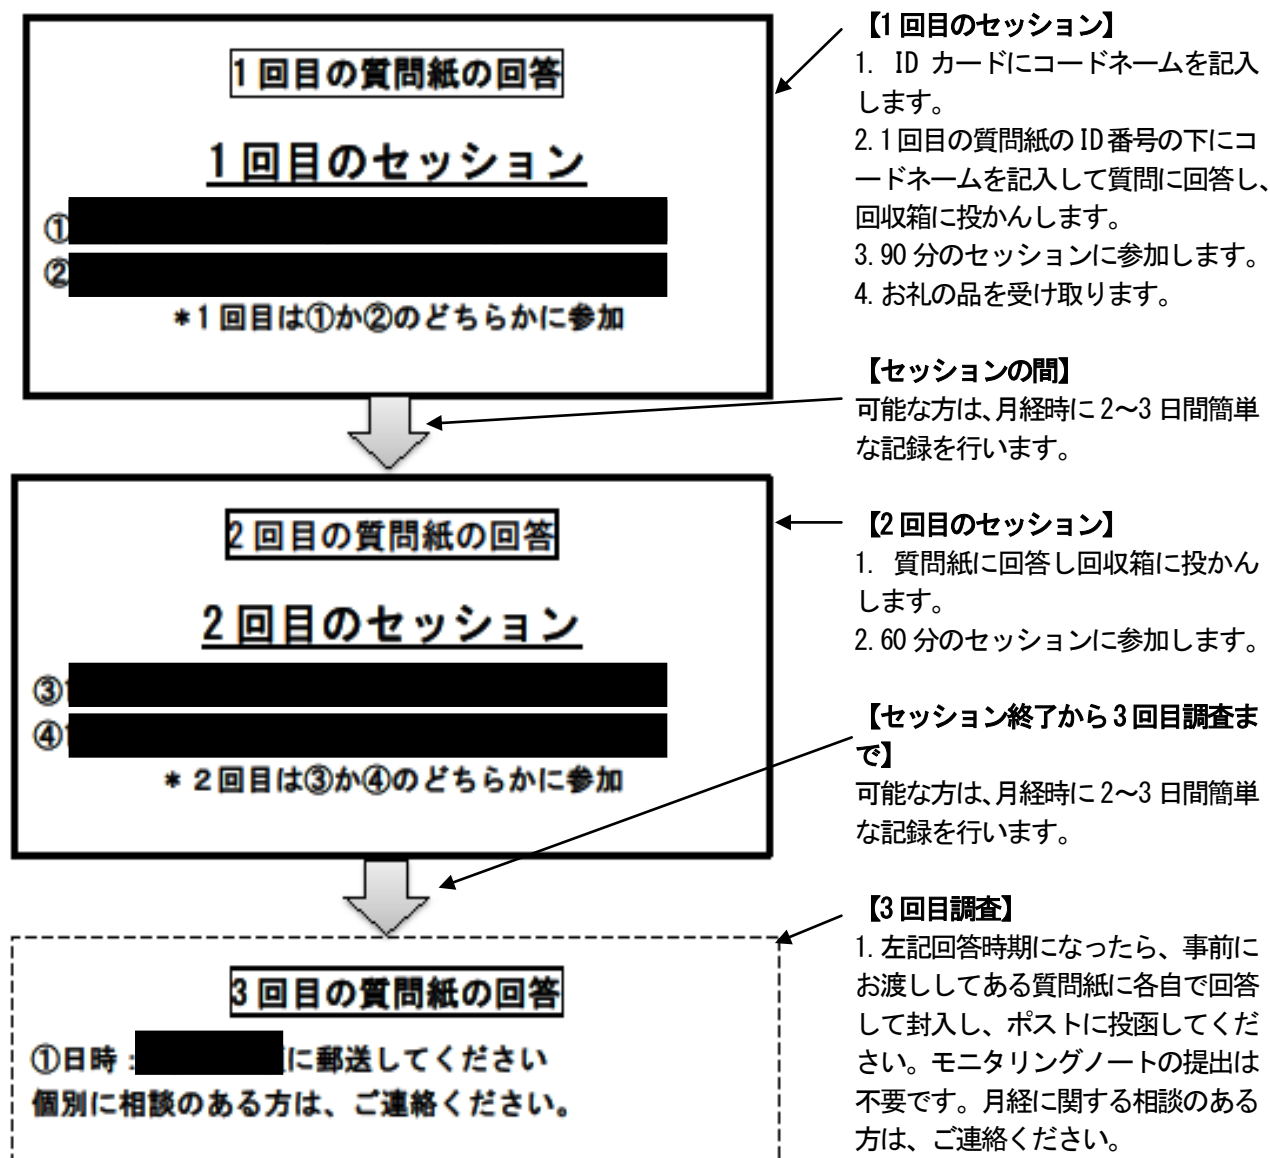 1回目の質問紙の回答
1回目のセッション
①
②
*1回目は①か②のどちらかに参加
2回目の質問紙の回答
2回目のセッション
③
④
*2回目は③か④のどちらかに参加
3回目の質問紙の回答
①日時:
に郵送してください
個別に相談のある方は、ご連絡ください。
【1回目のセッション】
1. ID カードにコードネームを記入
します。
2.1回目の質問紙のID番号の下にコ
ードネームを記入して質問に回答し、
回収箱に投かんします。
3.90分のセッションに参加します。
4.お礼の品を受け取ります。
【セッションの間】
可能な方は、月経時に2～3日間簡単
な記録を行います。
【2回目のセッション】
1. 質問紙に回答し回収箱に投かん
します。
2.60分のセッションに参加します。
【セッション終了から3回目調査ま
で】
可能な方は、月経時に2～3日間簡単
な記録を行います。
【3回目調査】
1.左記回答時期になったら、事前に
お渡ししてある質問紙に各自で回答
して封入し、ポストに投函してくだ
さい。モニタリングノートの提出は
不要です。月経に関する相談のある
方は、ご連絡ください。